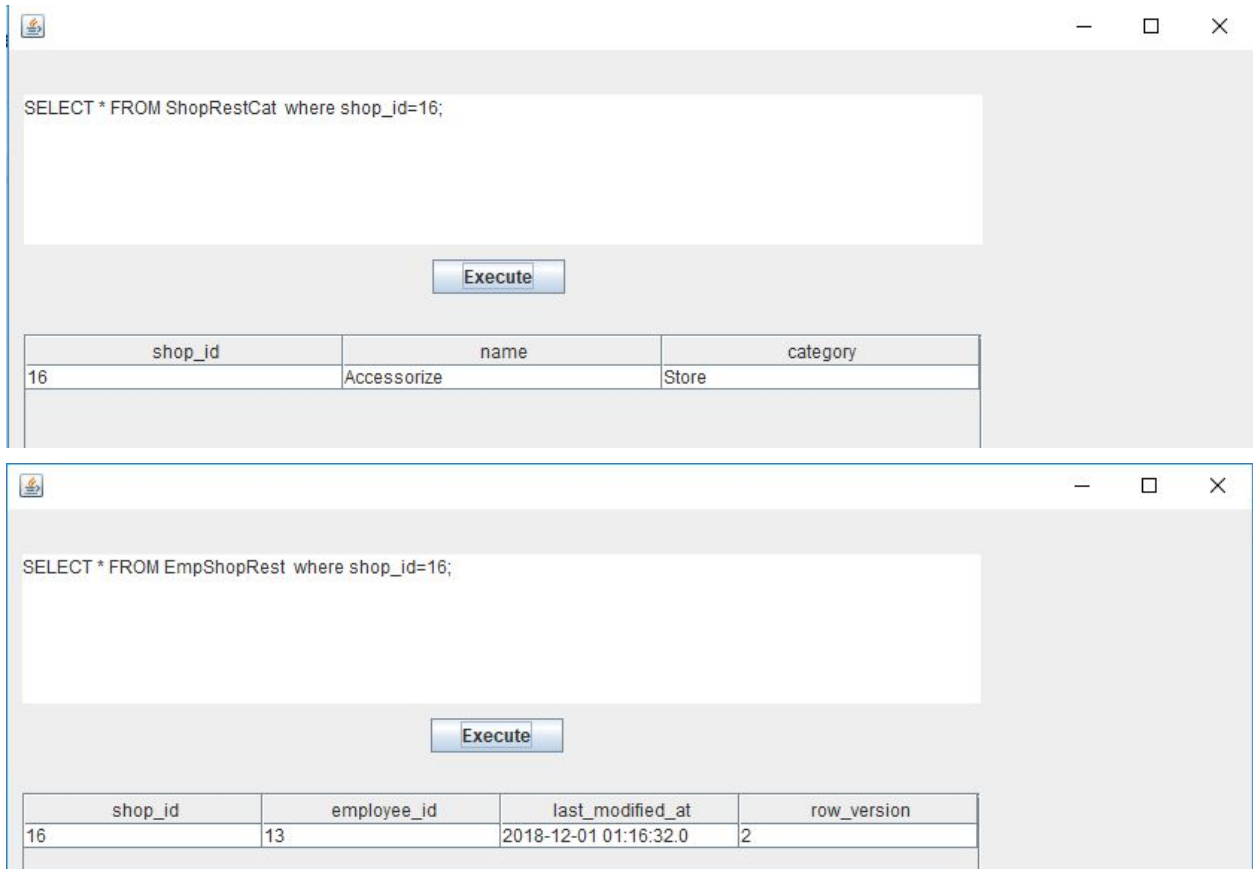 SELECT * FROM ShopRestCat where shop_id=16;
Execute
shop_id name category
16 Accessorize Store
SELECT * FROM EmpShopRest where shop_id=16;
Execute
shop_id employee_id last_modified_at row_version
16 13 2018-12-01 01:16:32.0 2